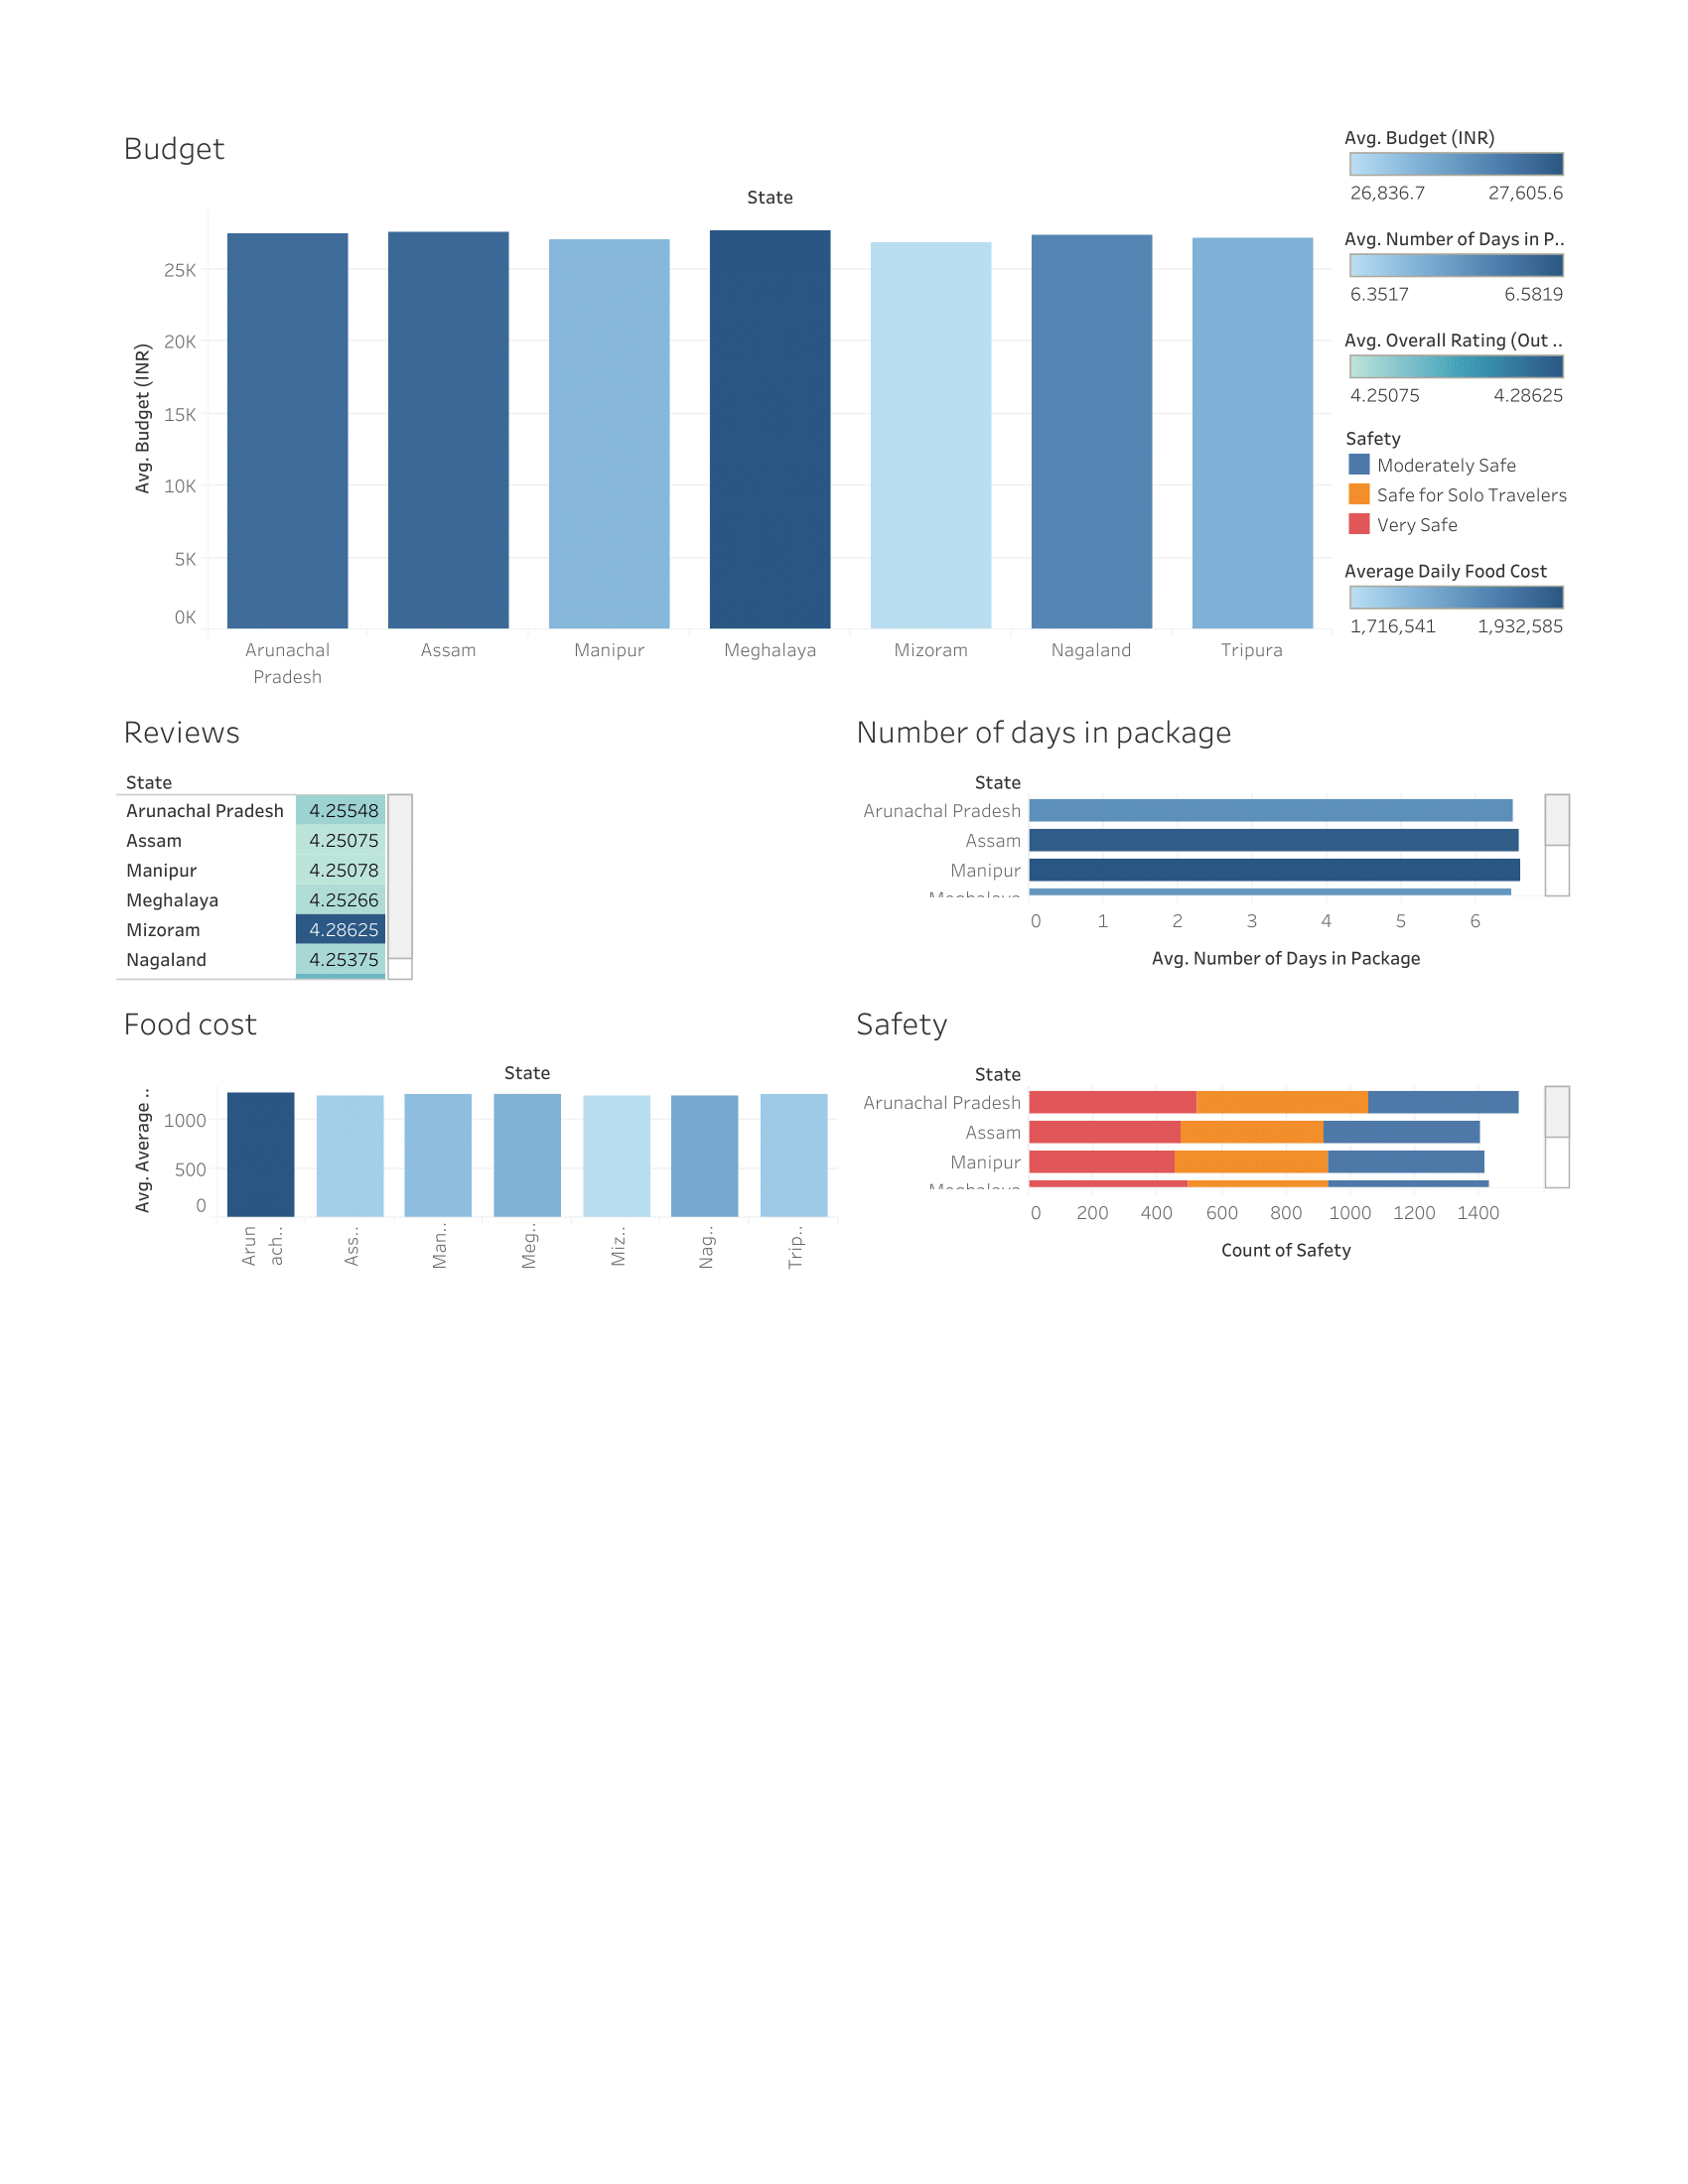 Budget
State
Avg. Budget (INR)
25K
20K
15K
10K
5K
0K
Arunachal
Pradesh
Assam
Manipur
Meghalaya
Mizoram
Nagaland
Tripura
Avg. Budget (INR)
26,836.7 27,605.6
Avg. Number of Days in P..
6.3517 6.5819
Avg. Overall Rating (Out ..
4.25075 4.28625
Safety
Moderately Safe
Safe for Solo Travelers
Very Safe
Average Daily Food Cost
1,716,541 1,932,585
Reviews
State
Arunachal Pradesh 4.25548
Assam 4.25075
Manipur 4.25078
Meghalaya 4.25266
Mizoram 4.28625
Nagaland 4.25375
Number of days in package
State
Arunachal Pradesh
Assam
Manipur
Meghalaya
0 1 2 3 4 5 6
Avg. Number of Days in Package
Food cost
State
Avg. Average ..
1000
500
0
Arun
ach..
Ass..
Man..
Meg..
Miz..
Nag..
Trip..
Safety
State
Arunachal Pradesh
Assam
Manipur
Meghalaya
0 200 400 600 800 1000 1200 1400
Count of Safety